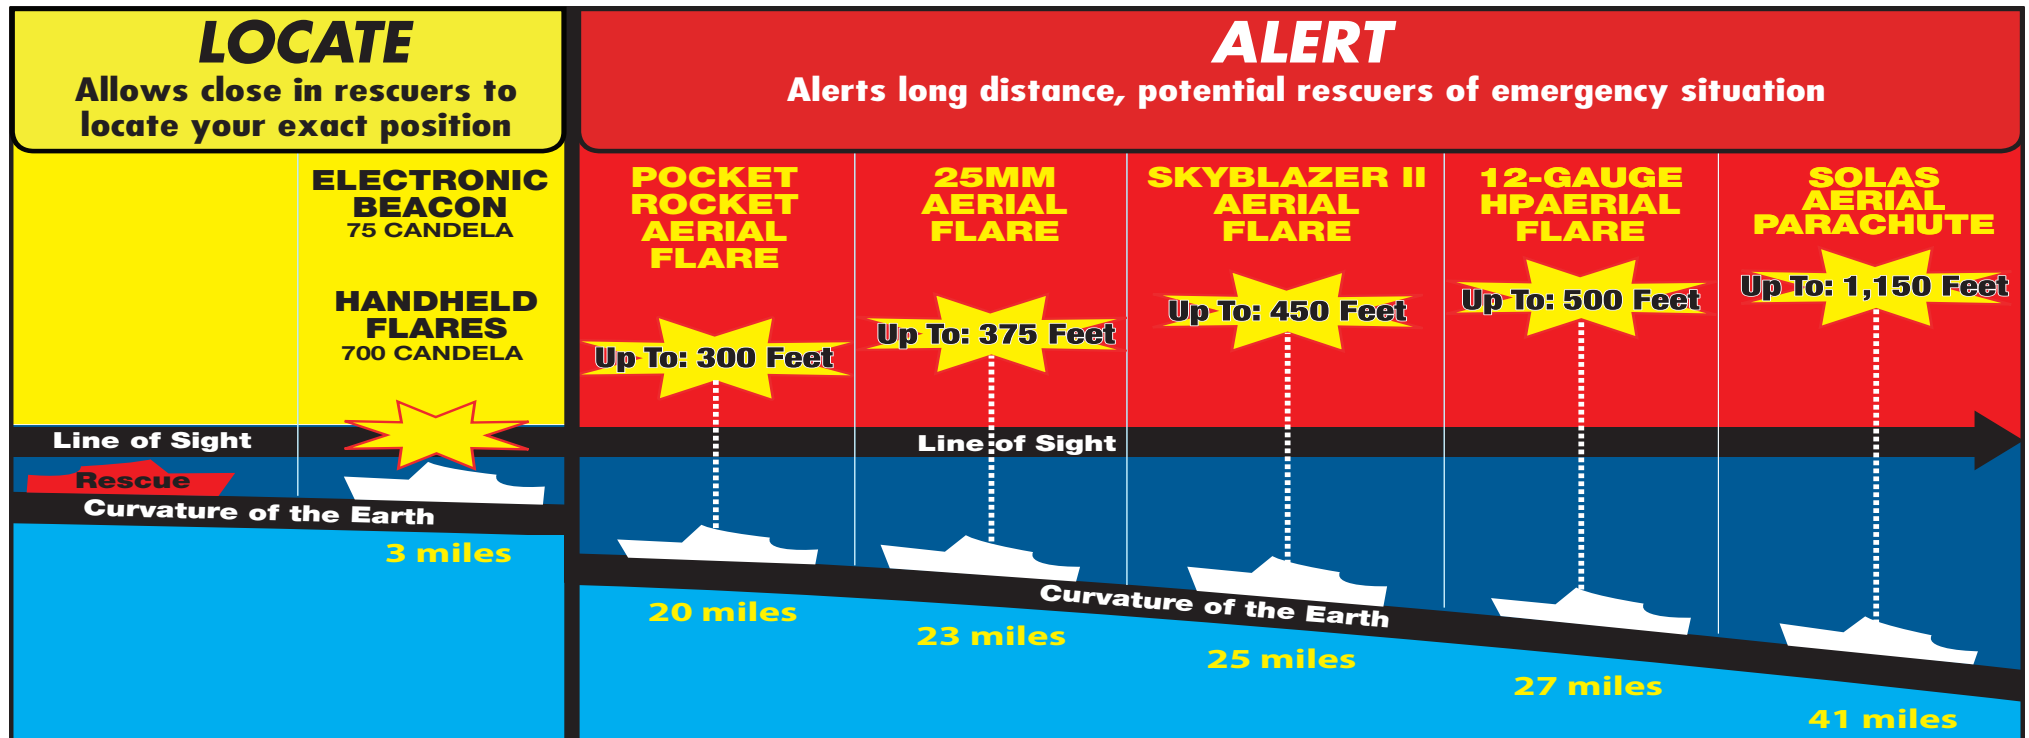 LOCATE
Allows close in rescuers to
locate your exact position
ALERT
Alerts long distance, potential rescuers of emergency situation
ELECTRONIC
BEACON
75 CANDELA
HANDHELD
FLARES
700 CANDELA
POCKET
ROCKET
AERIAL
FLARE
Up To: 300 Feet
25MM
AERIAL
FLARE
Up To: 375 Feet
SKYBLAZER II
AERIAL
FLARE
Up To: 450 Feet
12-GAUGE
HPAERIAL
FLARE
Up To: 500 Feet
SOLAS
AERIAL
PARACHUTE
Up To: 1,150 Feet
Line of Sight
Line of Sight
Rescue
Curvature of the Earth
3 miles
Curvature of the Earth
20 miles
23 miles
25 miles
27 miles
41 miles